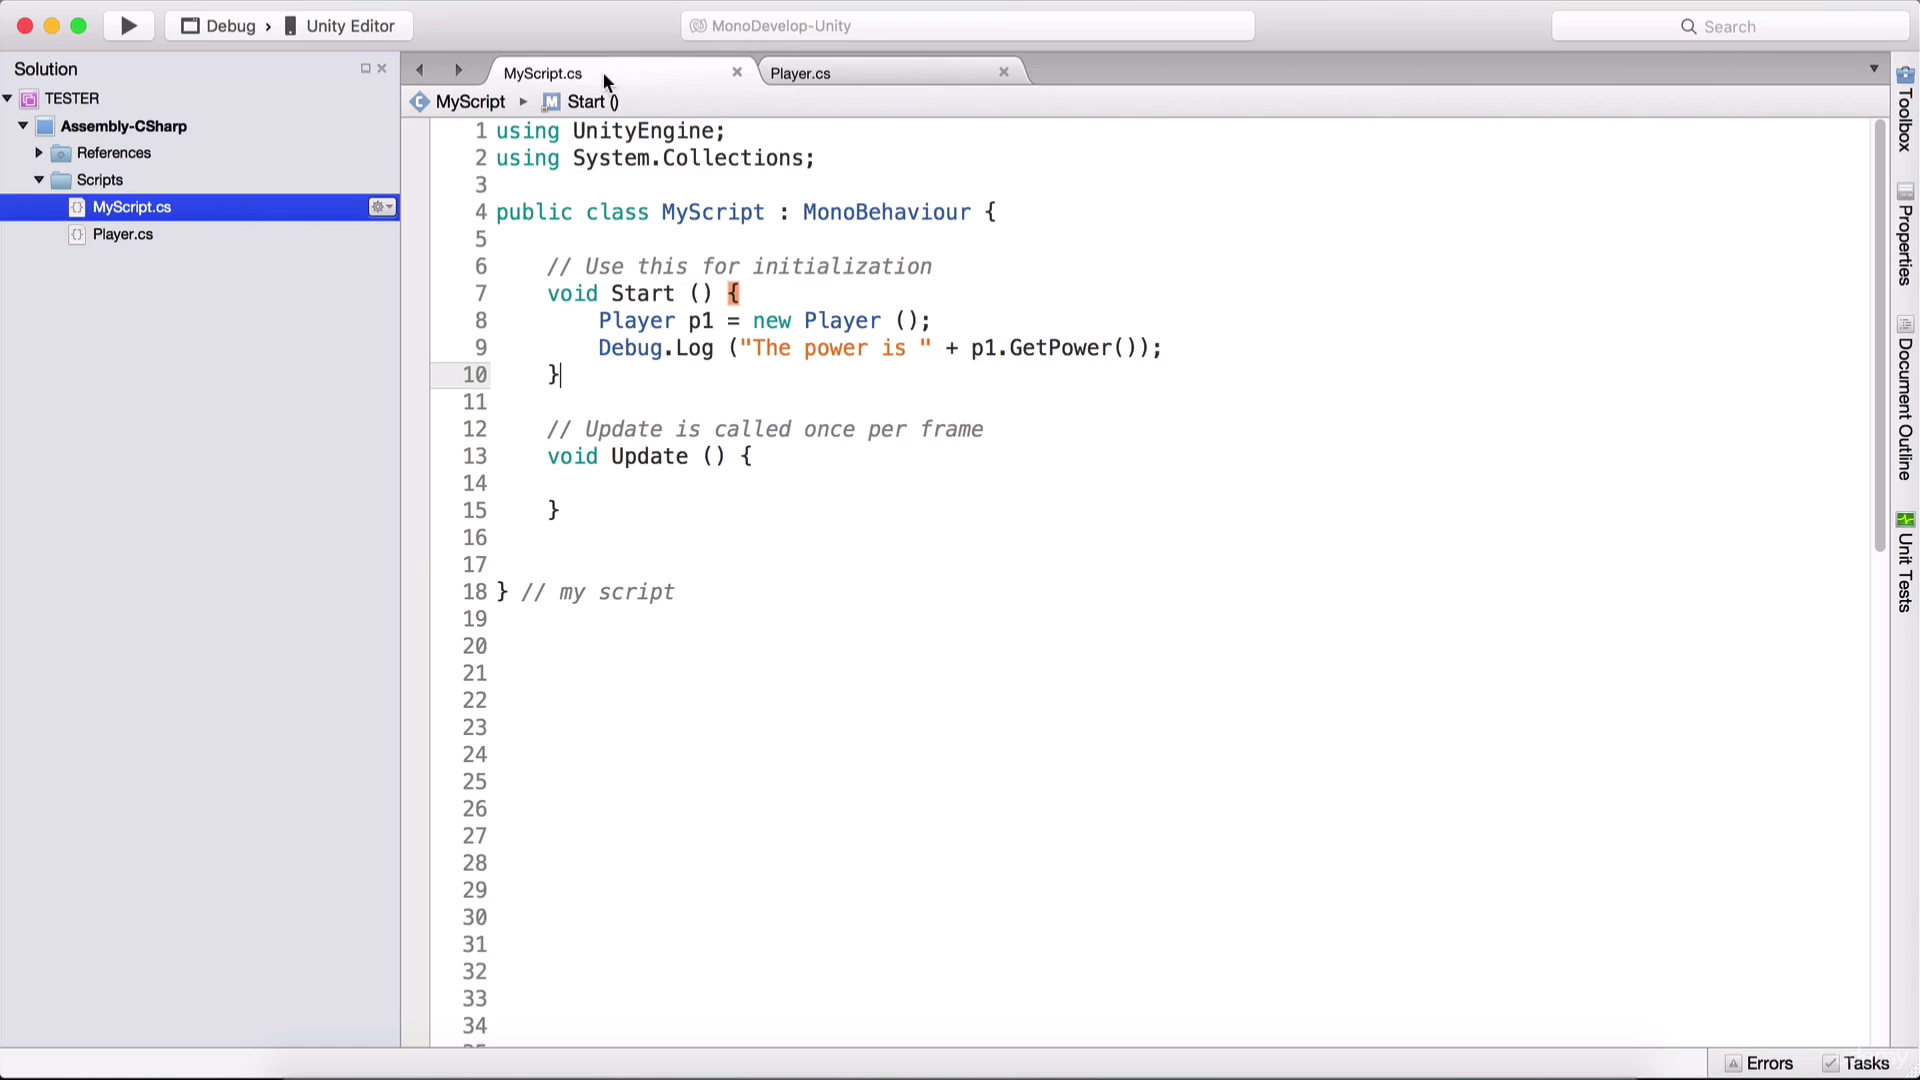 Debug › Unity Editor
MonoDevelop-Unity
Search
Solution
TESTER
Assembly-CSharp
References
Scripts
MyScript.cs
Player.cs
MyScript.cs
Player.cs
MyScript ▸ M Start ()
1 using UnityEngine;
2 using System.Collections;
3
4 public class MyScript : MonoBehaviour {
5
6 // Use this for initialization
7 void Start () {
8 Player p1 = new Player ();
9 Debug.Log ("The power is " + p1.GetPower());
10 }
11
12 // Update is called once per frame
13 void Update () {
14
15 }
16
17
18 } // my script
19
20
21
22
23
24
25
26
27
28
29
30
31
32
33
34
Toolbox
Properties
Document Outline
Unit Tests
Errors
Tasks